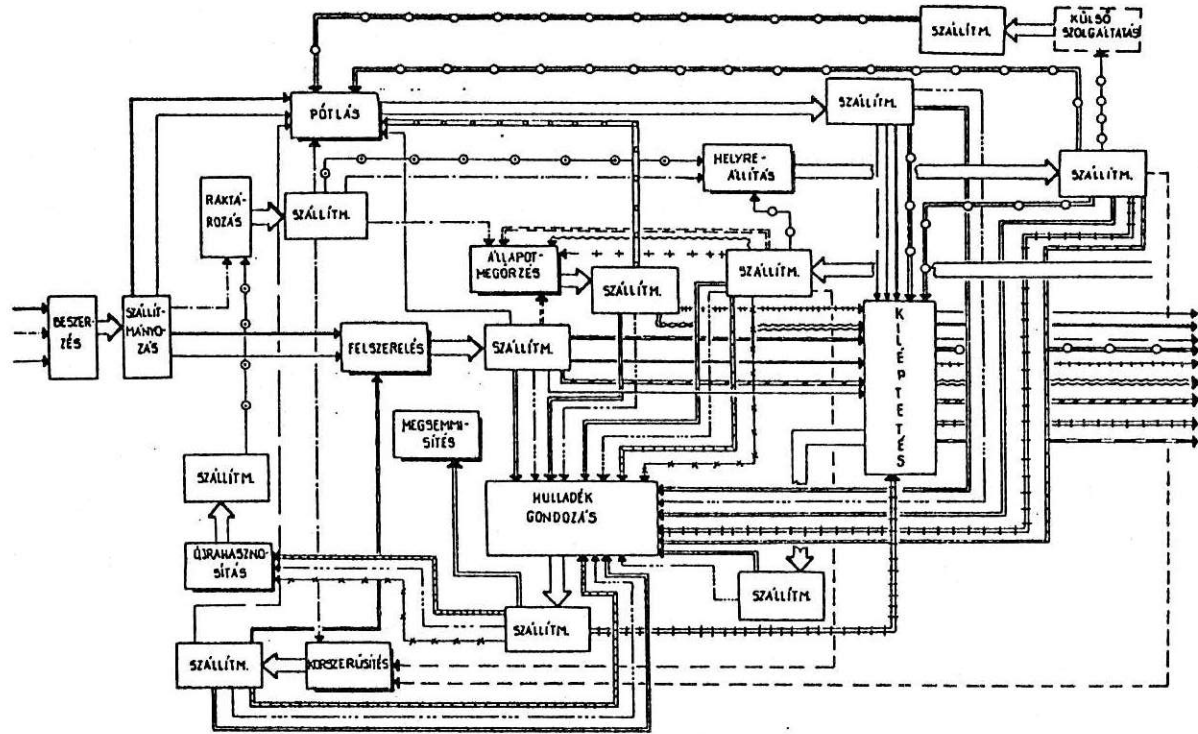 SZÁLLÍTM.
KÜLSŐ
SZOLGÁLTATÁS
PÓTLÁS
SZÁLLÍTM.
HELYRE-
ÁLLÍTÁS
SZÁLLÍTM.
RAKTÁ-
ROZÁS
SZÁLLÍTM.
ÁLLAPOT-
MEGŐRZÉS
SZÁLLÍTM.
SZÁLLÍTM.
BESZER-
ZÉS
SZÁLLÍT-
MÁNYO-
ZÁS
FELSZERELÉS
SZÁLLÍTM.
KILÉPTETÉS
MEGSEMMI-
SÍTÉS
SZÁLLÍTM.
HULLADÉK
GONDOZÁS
ÚJRAHASZNO-
SÍTÁS
SZÁLLÍTM.
SZÁLLÍTM.
SZÁLLÍTM.
KORSZERŰSÍTÉS